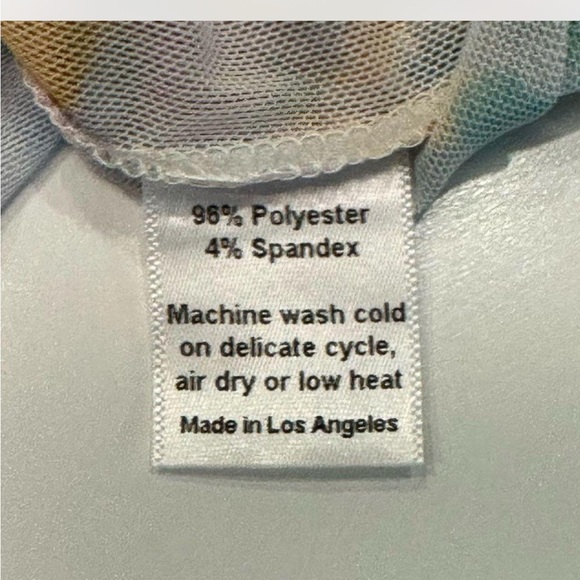 96% Polyester
4% Spandex
Machine wash cold
on delicate cycle,
air dry or low heat
Made in Los Angeles